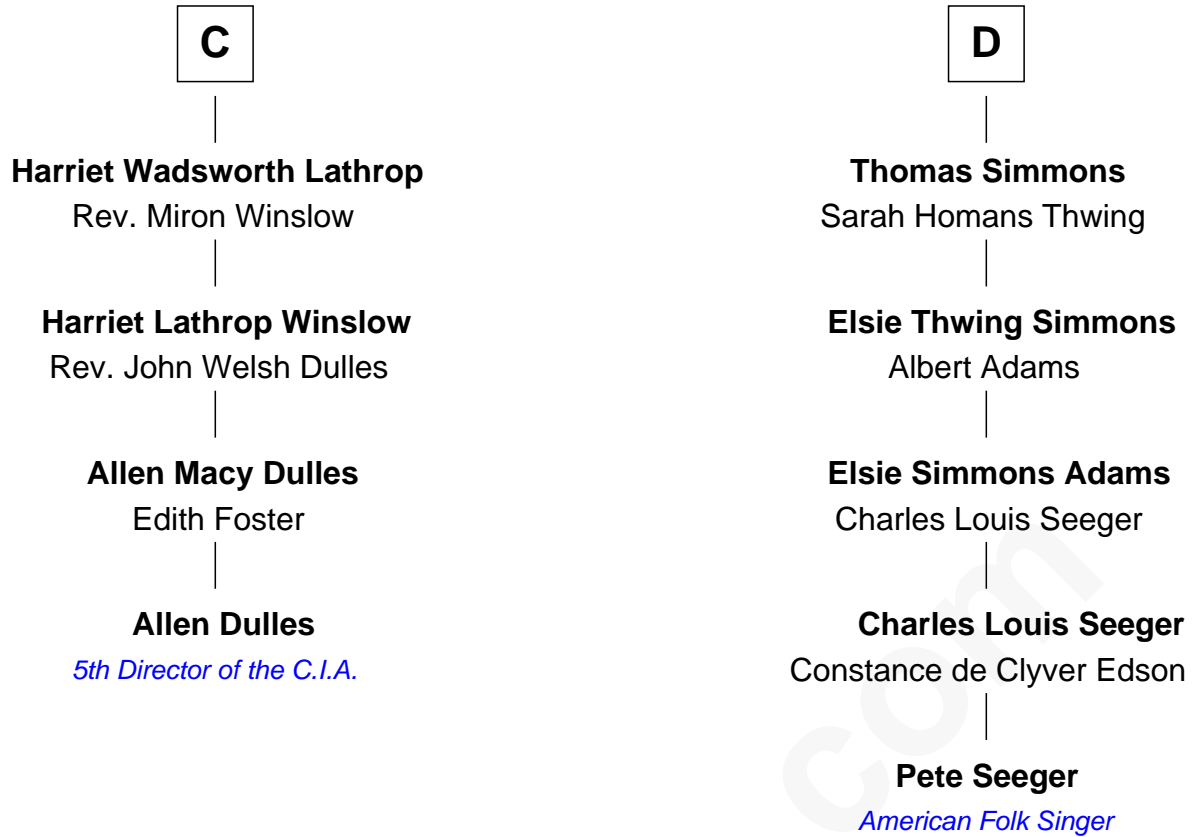 C
Harriet Wadsworth Lathrop
Rev. Miron Winslow
Harriet Lathrop Winslow
Rev. John Welsh Dulles
Allen Macy Dulles
Edith Foster
Allen Dulles
5th Director of the C.I.A.
D
Thomas Simmons
Sarah Homans Thwing
Elsie Thwing Simmons
Albert Adams
Elsie Simmons Adams
Charles Louis Seeger
Charles Louis Seeger
Constance de Clyver Edson
Pete Seeger
American Folk Singer
com